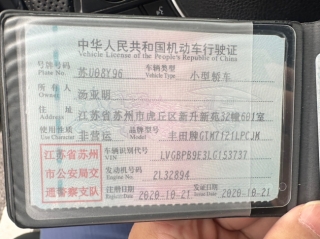 中华人民共和国机动车行驶证
Vehicle License of the People's Republic of China
号牌号码 苏U08Y96 车辆类型 小型轿车
Plate No. Vehicle Type
所有人 汤亚明
Owner
住址 江苏省苏州市虎丘区新升新苑32幢601室
Address
使用性质 非营运 品牌型号 丰田牌GTM7121LPCJM
Use Character Model
江苏省苏州 车辆识别代号 LVGBPB9E3LG153737
VIN
市公安局交 发动机号码 2L32894
Engine No.
通警察支队 注册日期 2020-10-21 发证日期 2020-10-21
Register Date Issue Date